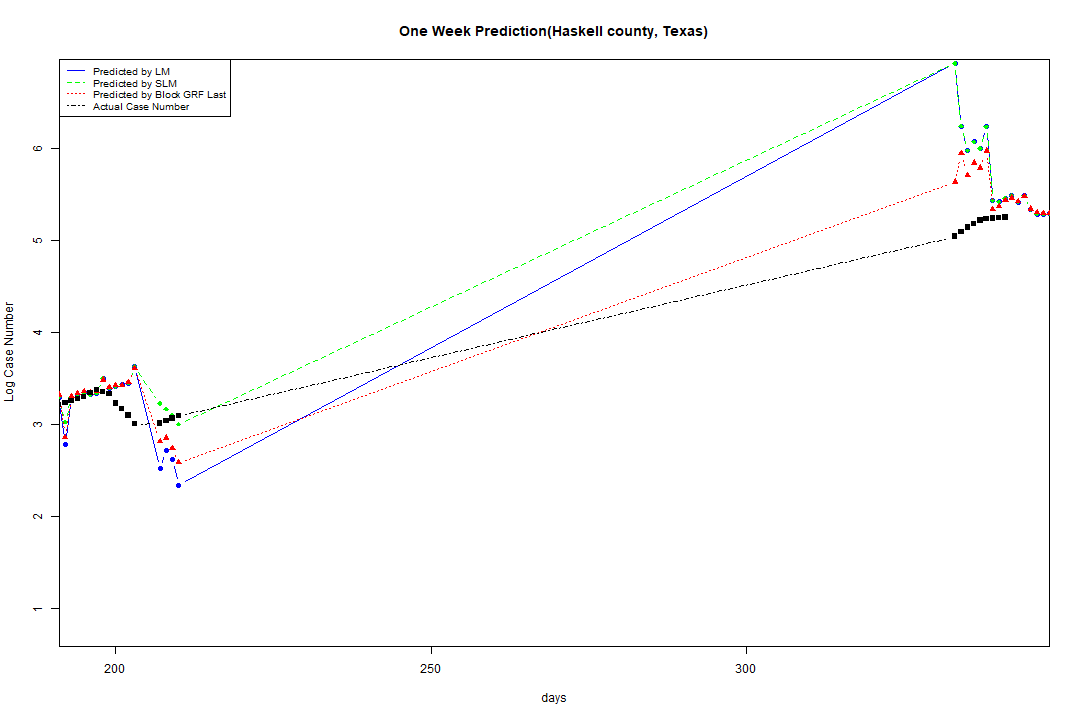 One Week Prediction(Haskell county, Texas)
Predicted by LM
Predicted by SLM
Predicted by Block GRF Last
Actual Case Number
Log Case Number
6
5
4
3
2
1
200 250 300
days